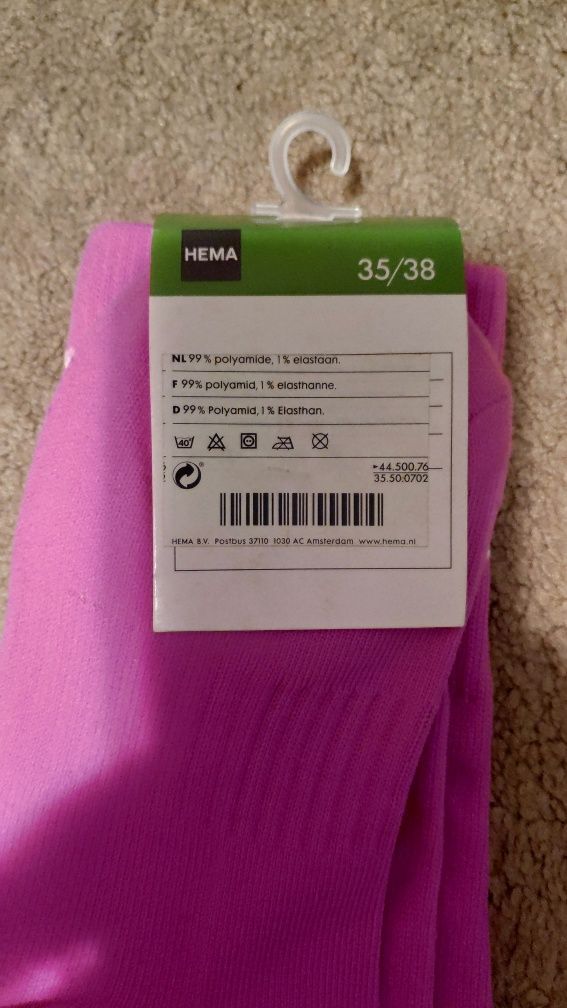 HEMA
35/38
NL 99% polyamide, 1% elastaan.
F 99% polyamid, 1% elasthanne.
D 99% Polyamid, 1% Elasthan.
40°
►44.500.76
35.50.0702
HEMA B.V. Postbus 37110 1030 AC Amsterdam www.hema.nl